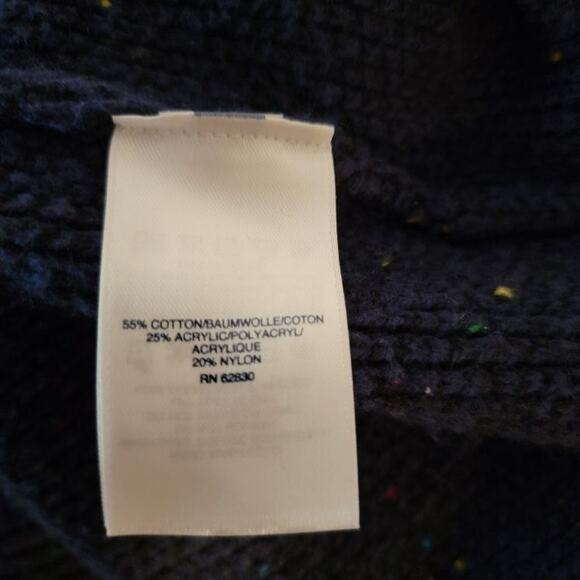 55% COTTON/BAUMWOLLE/COTON
25% ACRYLIC/POLYACRYL/
ACRYLIQUE
20% NYLON
RN 62830